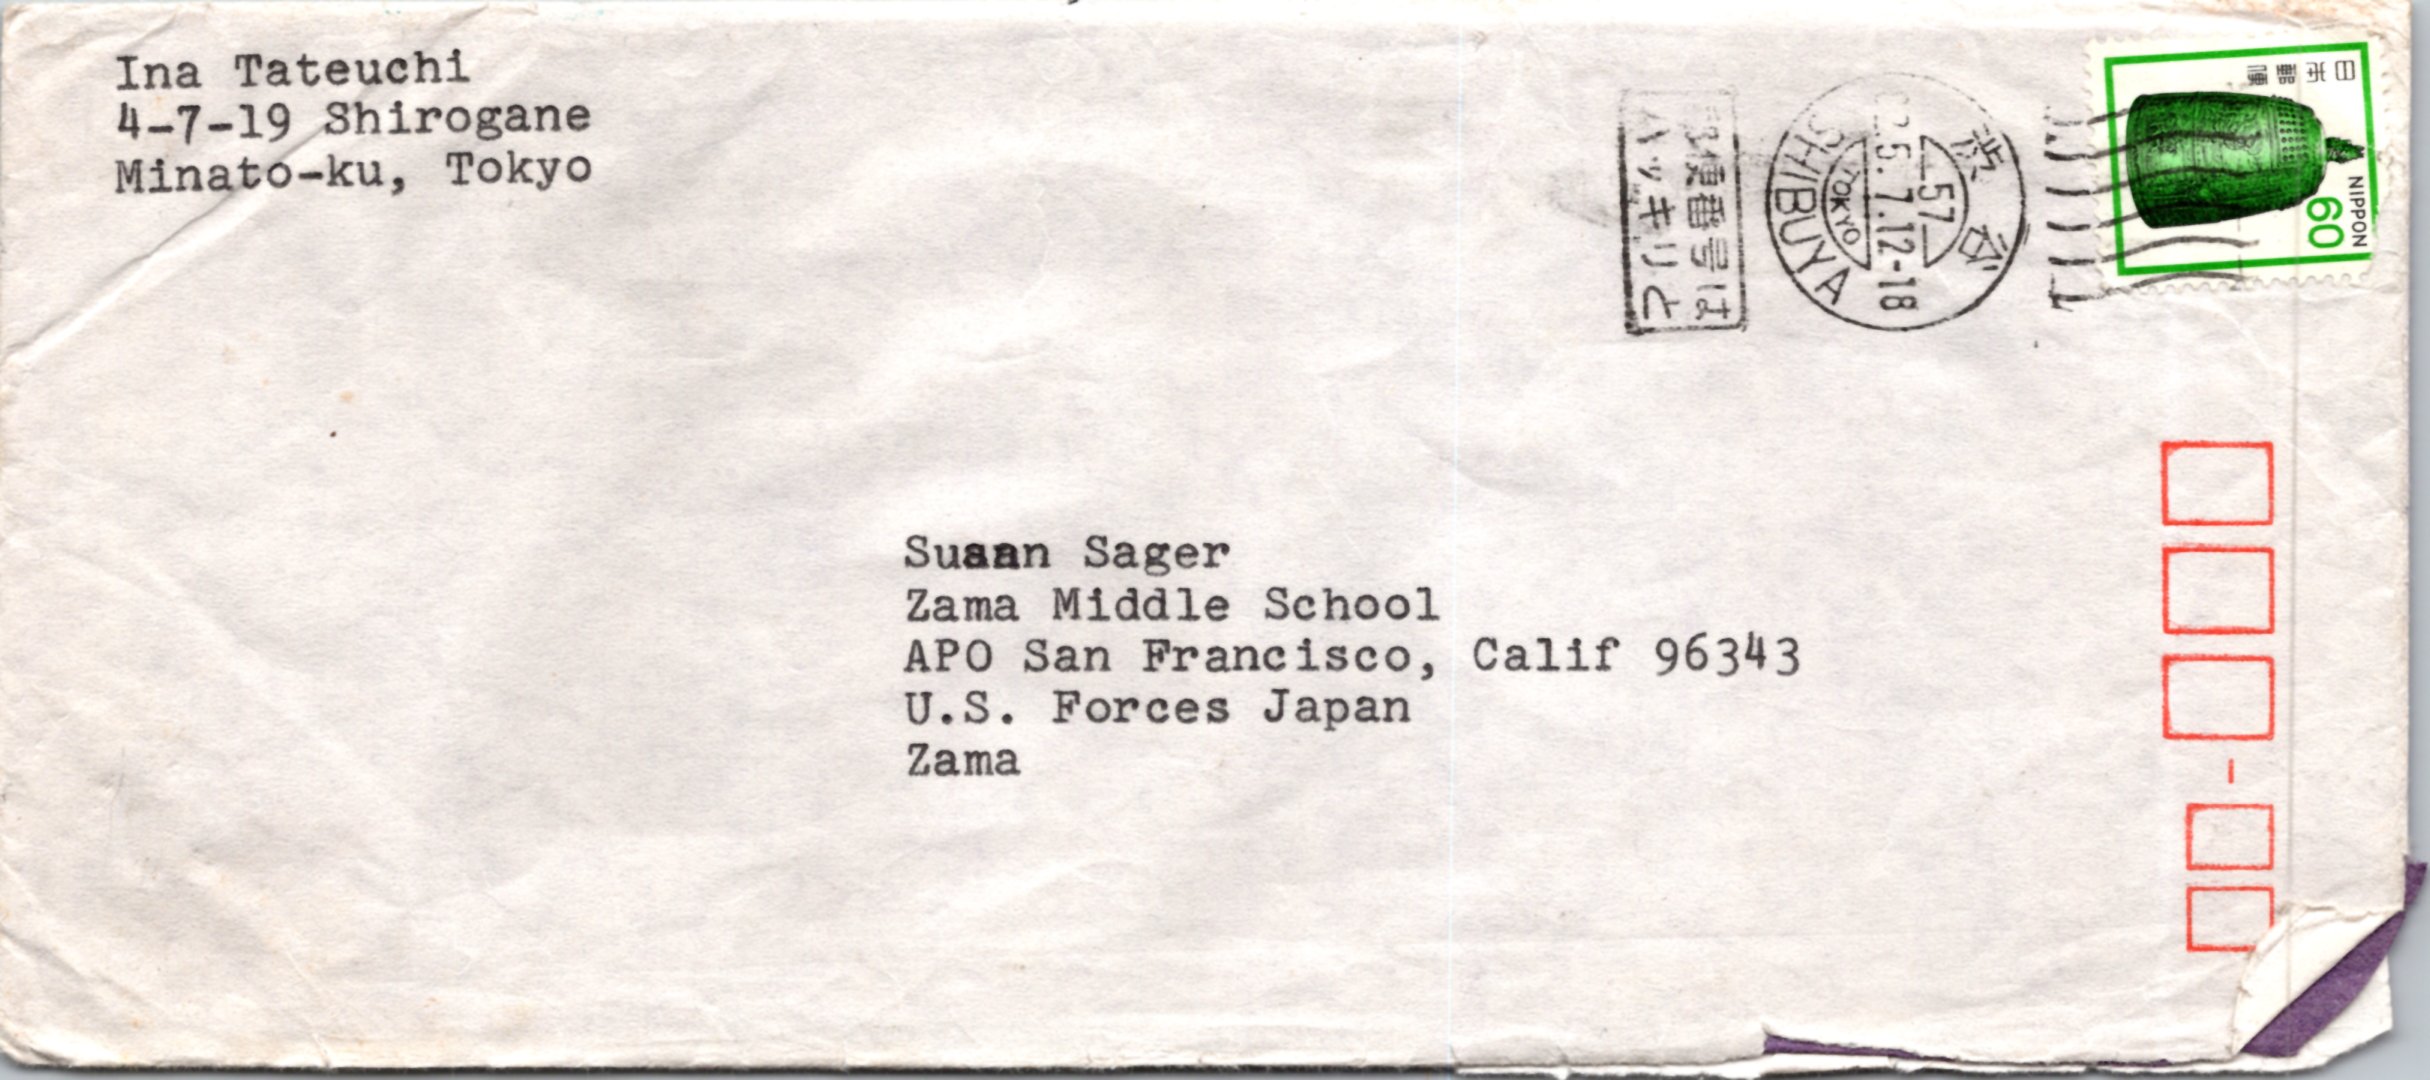 Ina Tateuchi
4-7-19 Shirogane
Minato-ku, Tokyo
郵便番号は
ハッキリと
渋谷
57
5.7.12-18
TOKYO
SHIBUYA
日本郵便
NIPPON
60
Susan Sager
Zama Middle School
APO San Francisco, Calif 96343
U.S. Forces Japan
Zama